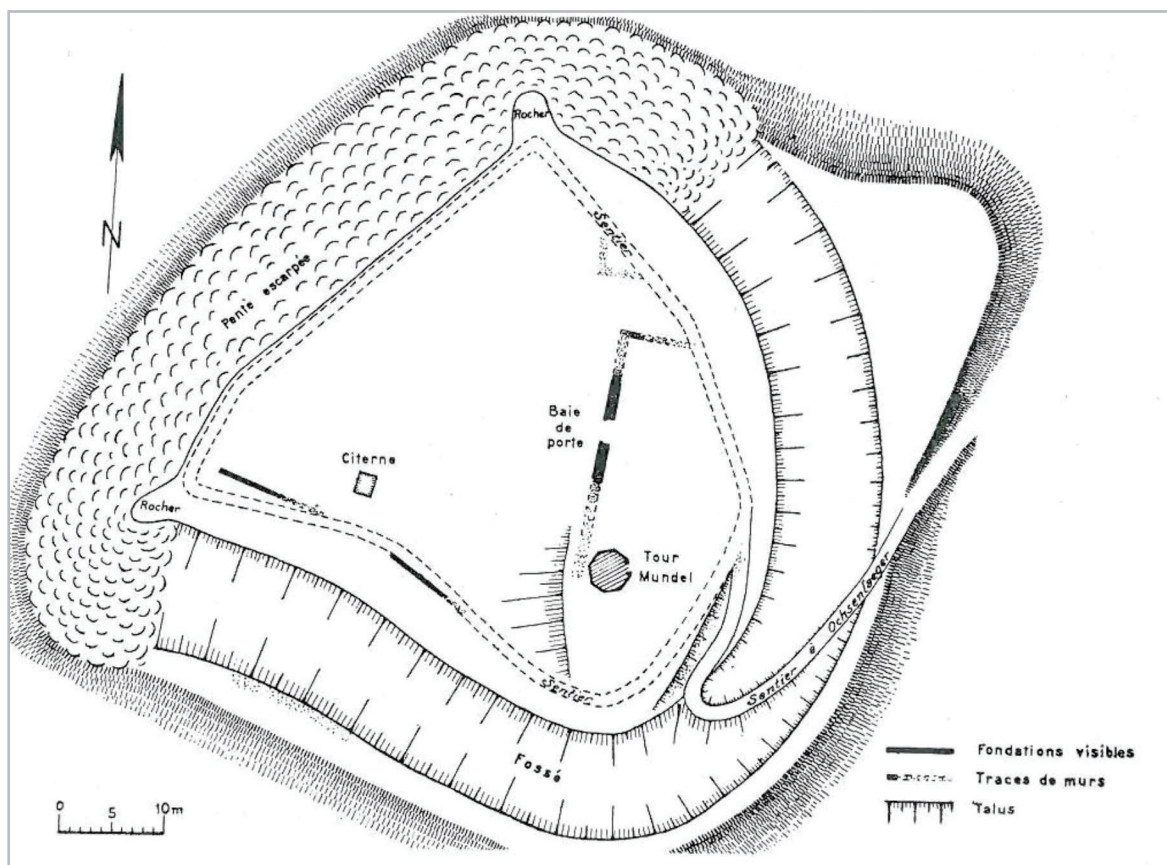 Rocher
N
Sentier
Pente escarpée
Baie
de
porte
Citerne
Rocher
Tour
Mundel
Sentier à Ochsenlaeger
Sentier
Fossé
Fondations visibles
Traces de murs
Talus
0 5 10m